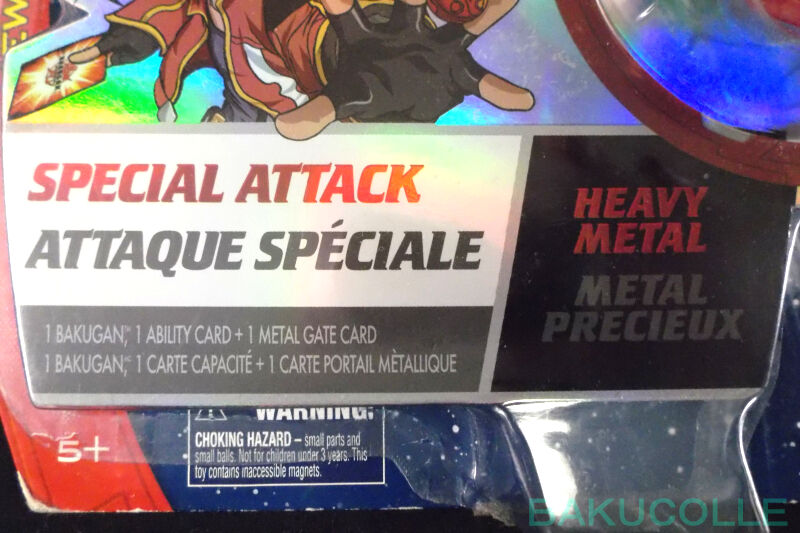 SPECIAL ATTACK
ATTAQUE SPÉCIALE
HEAVY
METAL
METAL
PRECIEUX
1 BAKUGAN™, 1 ABILITY CARD + 1 METAL GATE CARD
1 BAKUGAN, 1 CARTE CAPACITÉ + 1 CARTE PORTAIL MÈTALLIQUE
5+
WARNING:
CHOKING HAZARD – small parts and
small balls. Not for children under 3 years. This
toy contains inaccessible magnets.
BAKUCOLLE